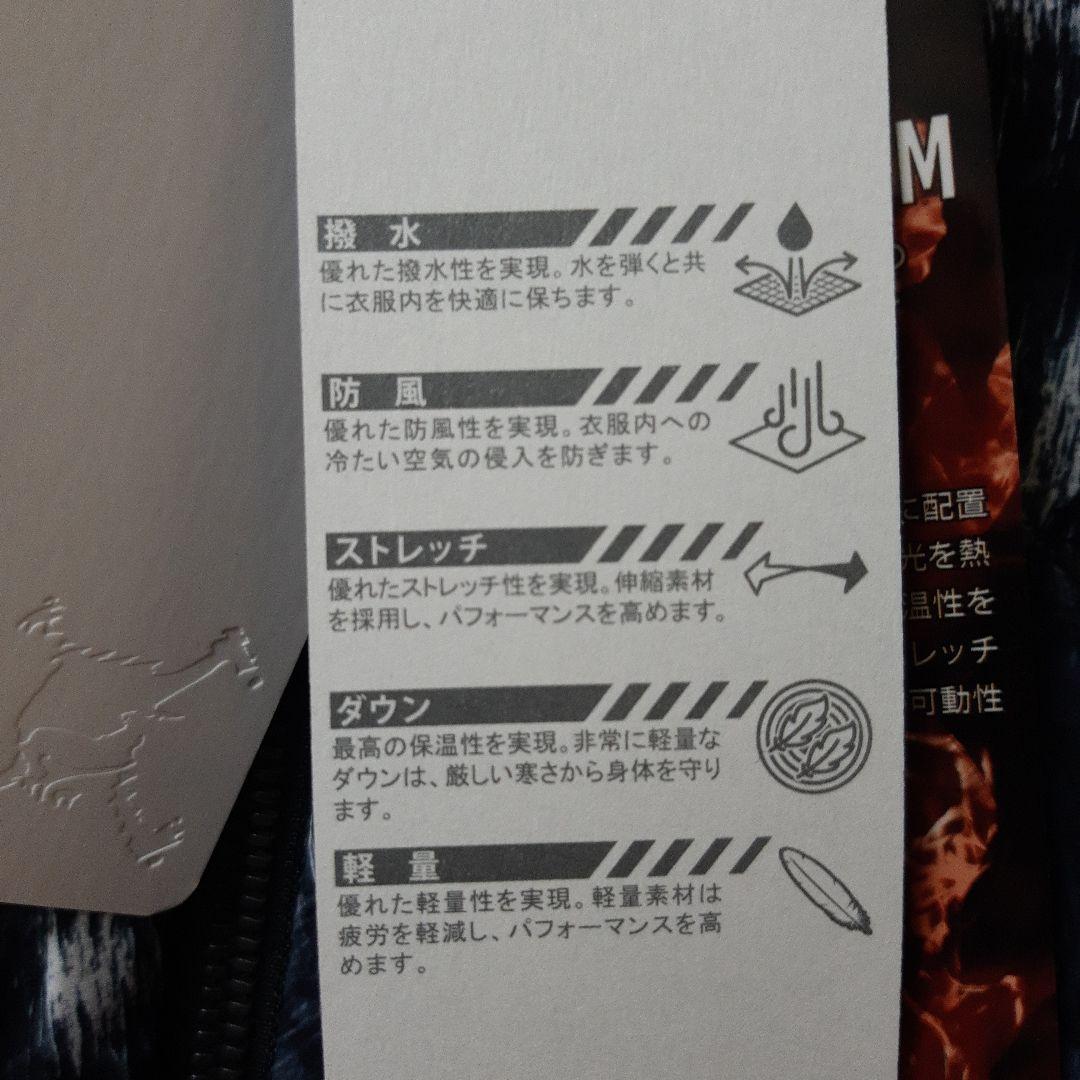 撥 水
優れた撥水性を実現。水を弾くと共
に衣服内を快適に保ちます。
防 風
優れた防風性を実現。衣服内への
冷たい空気の侵入を防ぎます。
ストレッチ
優れたストレッチ性を実現。伸縮素材
を採用し、パフォーマンスを高めます。
ダウン
最高の保温性を実現。非常に軽量な
ダウンは、厳しい寒さから身体を守り
ます。
軽 量
優れた軽量性を実現。軽量素材は
疲労を軽減し、パフォーマンスを高
めます。
M
に配置
光を熱
温性を
レッチ
可動性